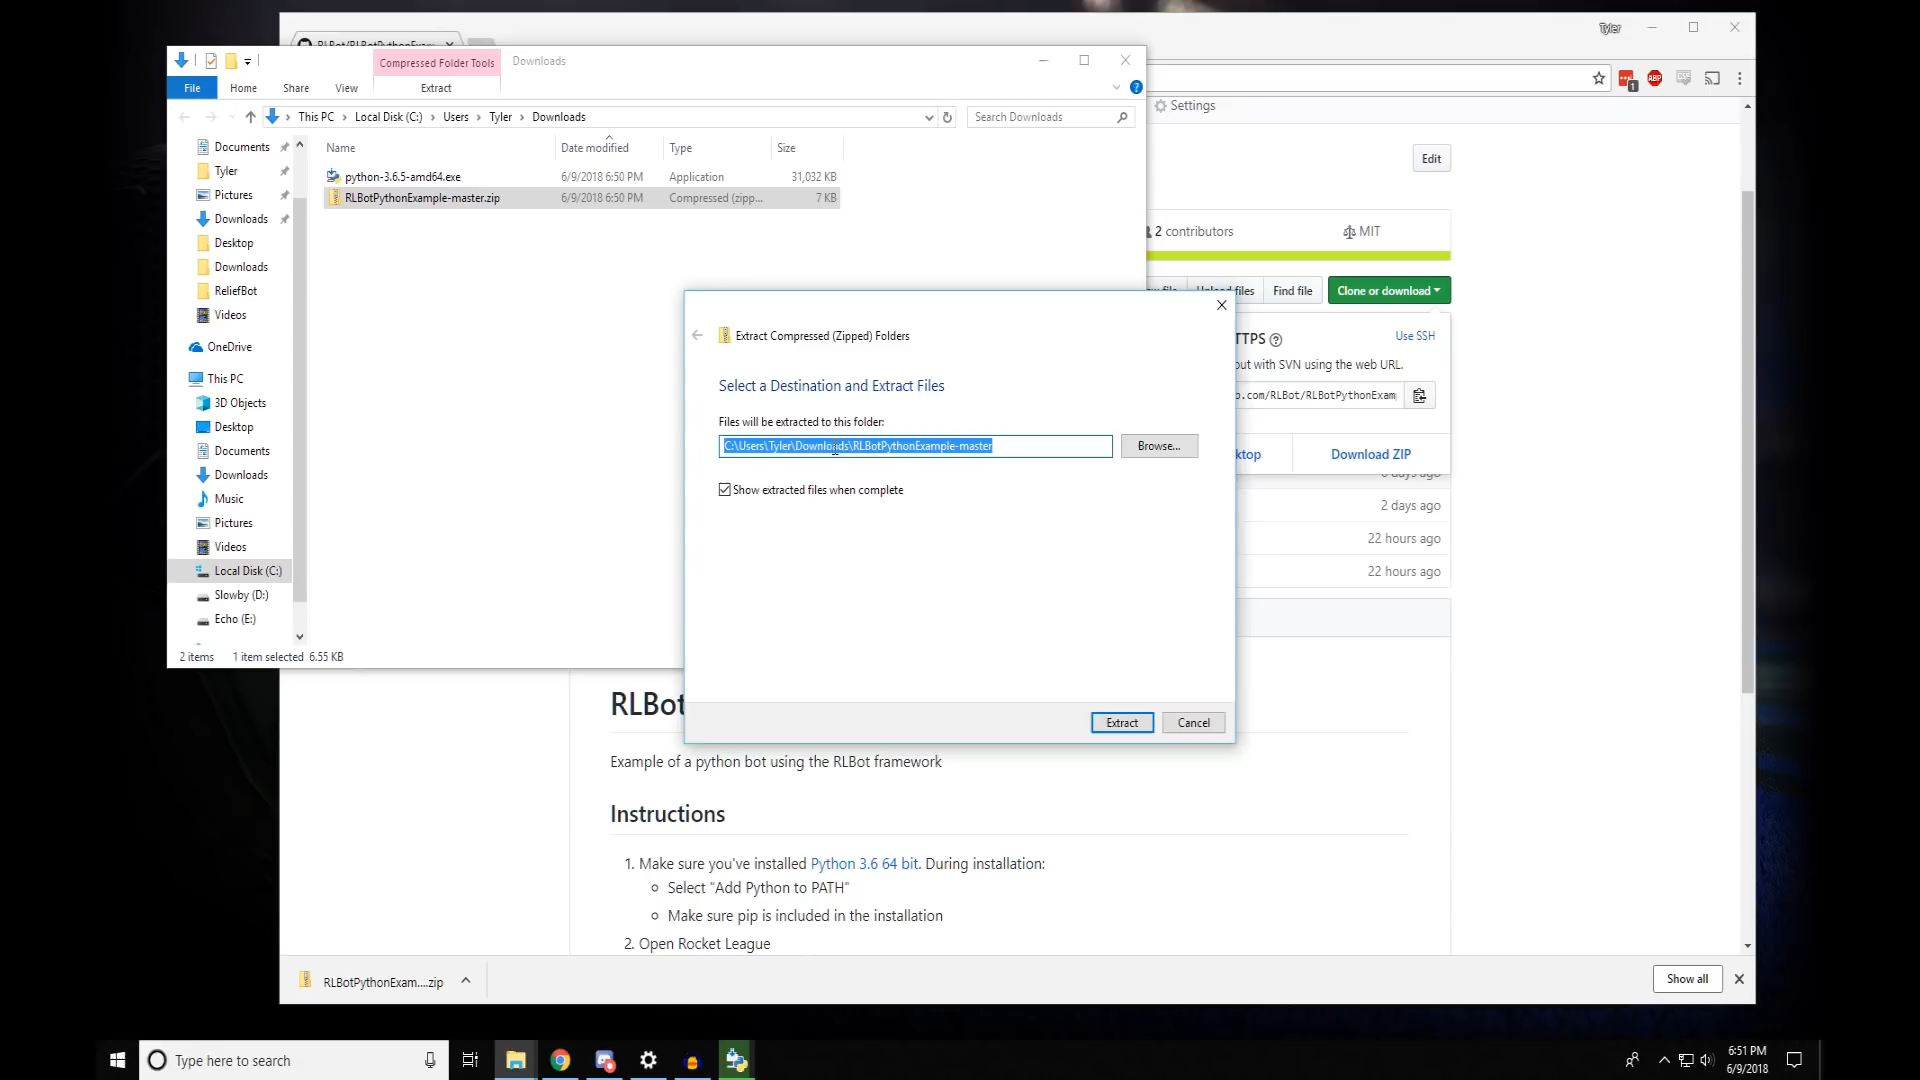 Tyler
RLBot/RLBotPythonExam
Compressed Folder Tools
Downloads
File
Home
Share
View
Extract
This PC > Local Disk (C:) > Users > Tyler > Downloads
Search Downloads
Settings
Name
Date modified
Type
Size
python-3.6.5-amd64.exe
6/9/2018 6:50 PM
Application
31,032 KB
RLBotPythonExample-master.zip
6/9/2018 6:50 PM
Compressed (zipp...
7 KB
Documents
Tyler
Pictures
Downloads
Desktop
Downloads
ReliefBot
Videos
OneDrive
This PC
3D Objects
Desktop
Documents
Downloads
Music
Pictures
Videos
Local Disk (C:)
Slowby (D:)
Echo (E:)
2 items
1 item selected 6.55 KB
Edit
2 contributors
MIT
Upload files
Find file
Clone or download
TTPS
Use SSH
out with SVN using the web URL.
b.com/RLBot/RLBotPythonExam
ktop
Download ZIP
2 days ago
22 hours ago
22 hours ago
Extract Compressed (Zipped) Folders
Select a Destination and Extract Files
Files will be extracted to this folder:
C:\Users\Tyler\Downloads\RLBotPythonExample-master
Browse...
Show extracted files when complete
Extract
Cancel
RLBot
Example of a python bot using the RLBot framework
Instructions
1. Make sure you've installed Python 3.6 64 bit. During installation:
Select "Add Python to PATH"
Make sure pip is included in the installation
2. Open Rocket League
RLBotPythonExam....zip
Show all
Type here to search
6:51 PM
6/9/2018